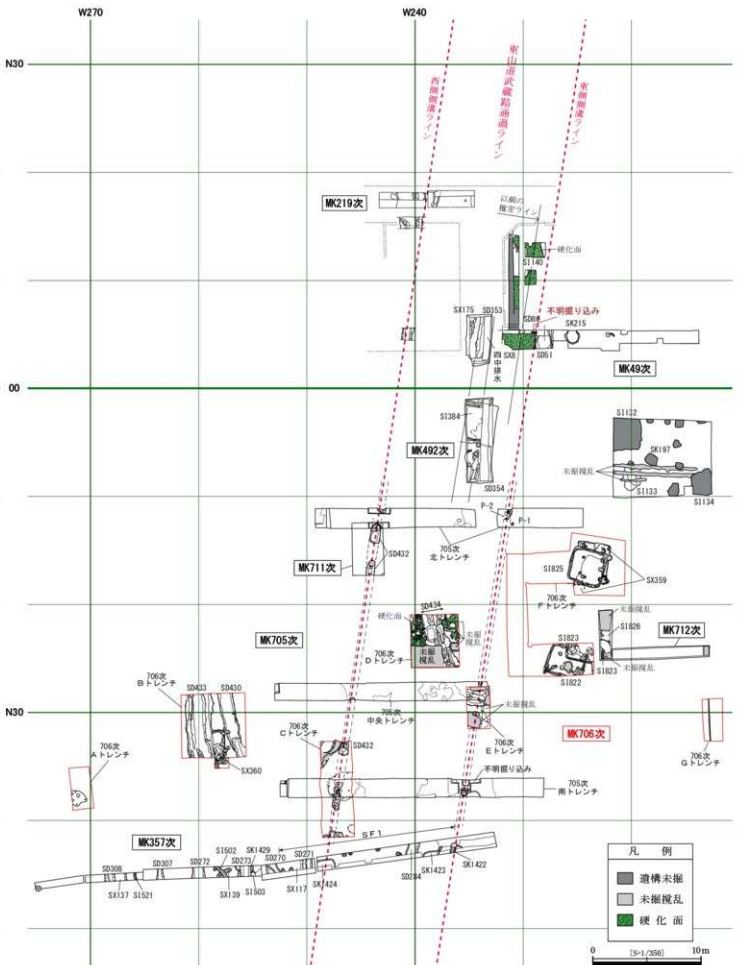 W270
W240
N30
西側側溝ライン
東山道武蔵路通過ライン
東側側溝ライン
MK219次
以前の
推定ライン
硬化面
SI140
SX175
SD353
SD86
不明掘り込み
SK215
四中排水
SX8
SD51
MK49次
00
SI384
MK492次
SD354
SI132
SK197
未掘撹乱
SI133
SI134
P-2
P-1
705次
北トレンチ
SD432
MK711次
SI825
SX359
706次
Fトレンチ
未掘撹乱
SI826
MK712次
SI823
未掘撹乱
SI823
SI822
SD434
硬化面
未掘
撹乱
未掘
撹乱
MK705次
706次
Dトレンチ
706次
Bトレンチ
SD433
SD430
N30
705次
中央トレンチ
未掘撹乱
706次
Eトレンチ
MK706次
706次
Gトレンチ
706次
Cトレンチ
SD432
SX360
706次
Aトレンチ
不明掘り込み
705次
南トレンチ
MK357次
SF1
SD308
SD307
SD272
SI502
SD273
SK1429
SD270
SD271
SX137
SI521
SX139
SI503
SX117
SK1424
SD284
SK1423
SK1422
凡 例
遺構未掘
未掘撹乱
硬化面
0
[S=1/350]
10m